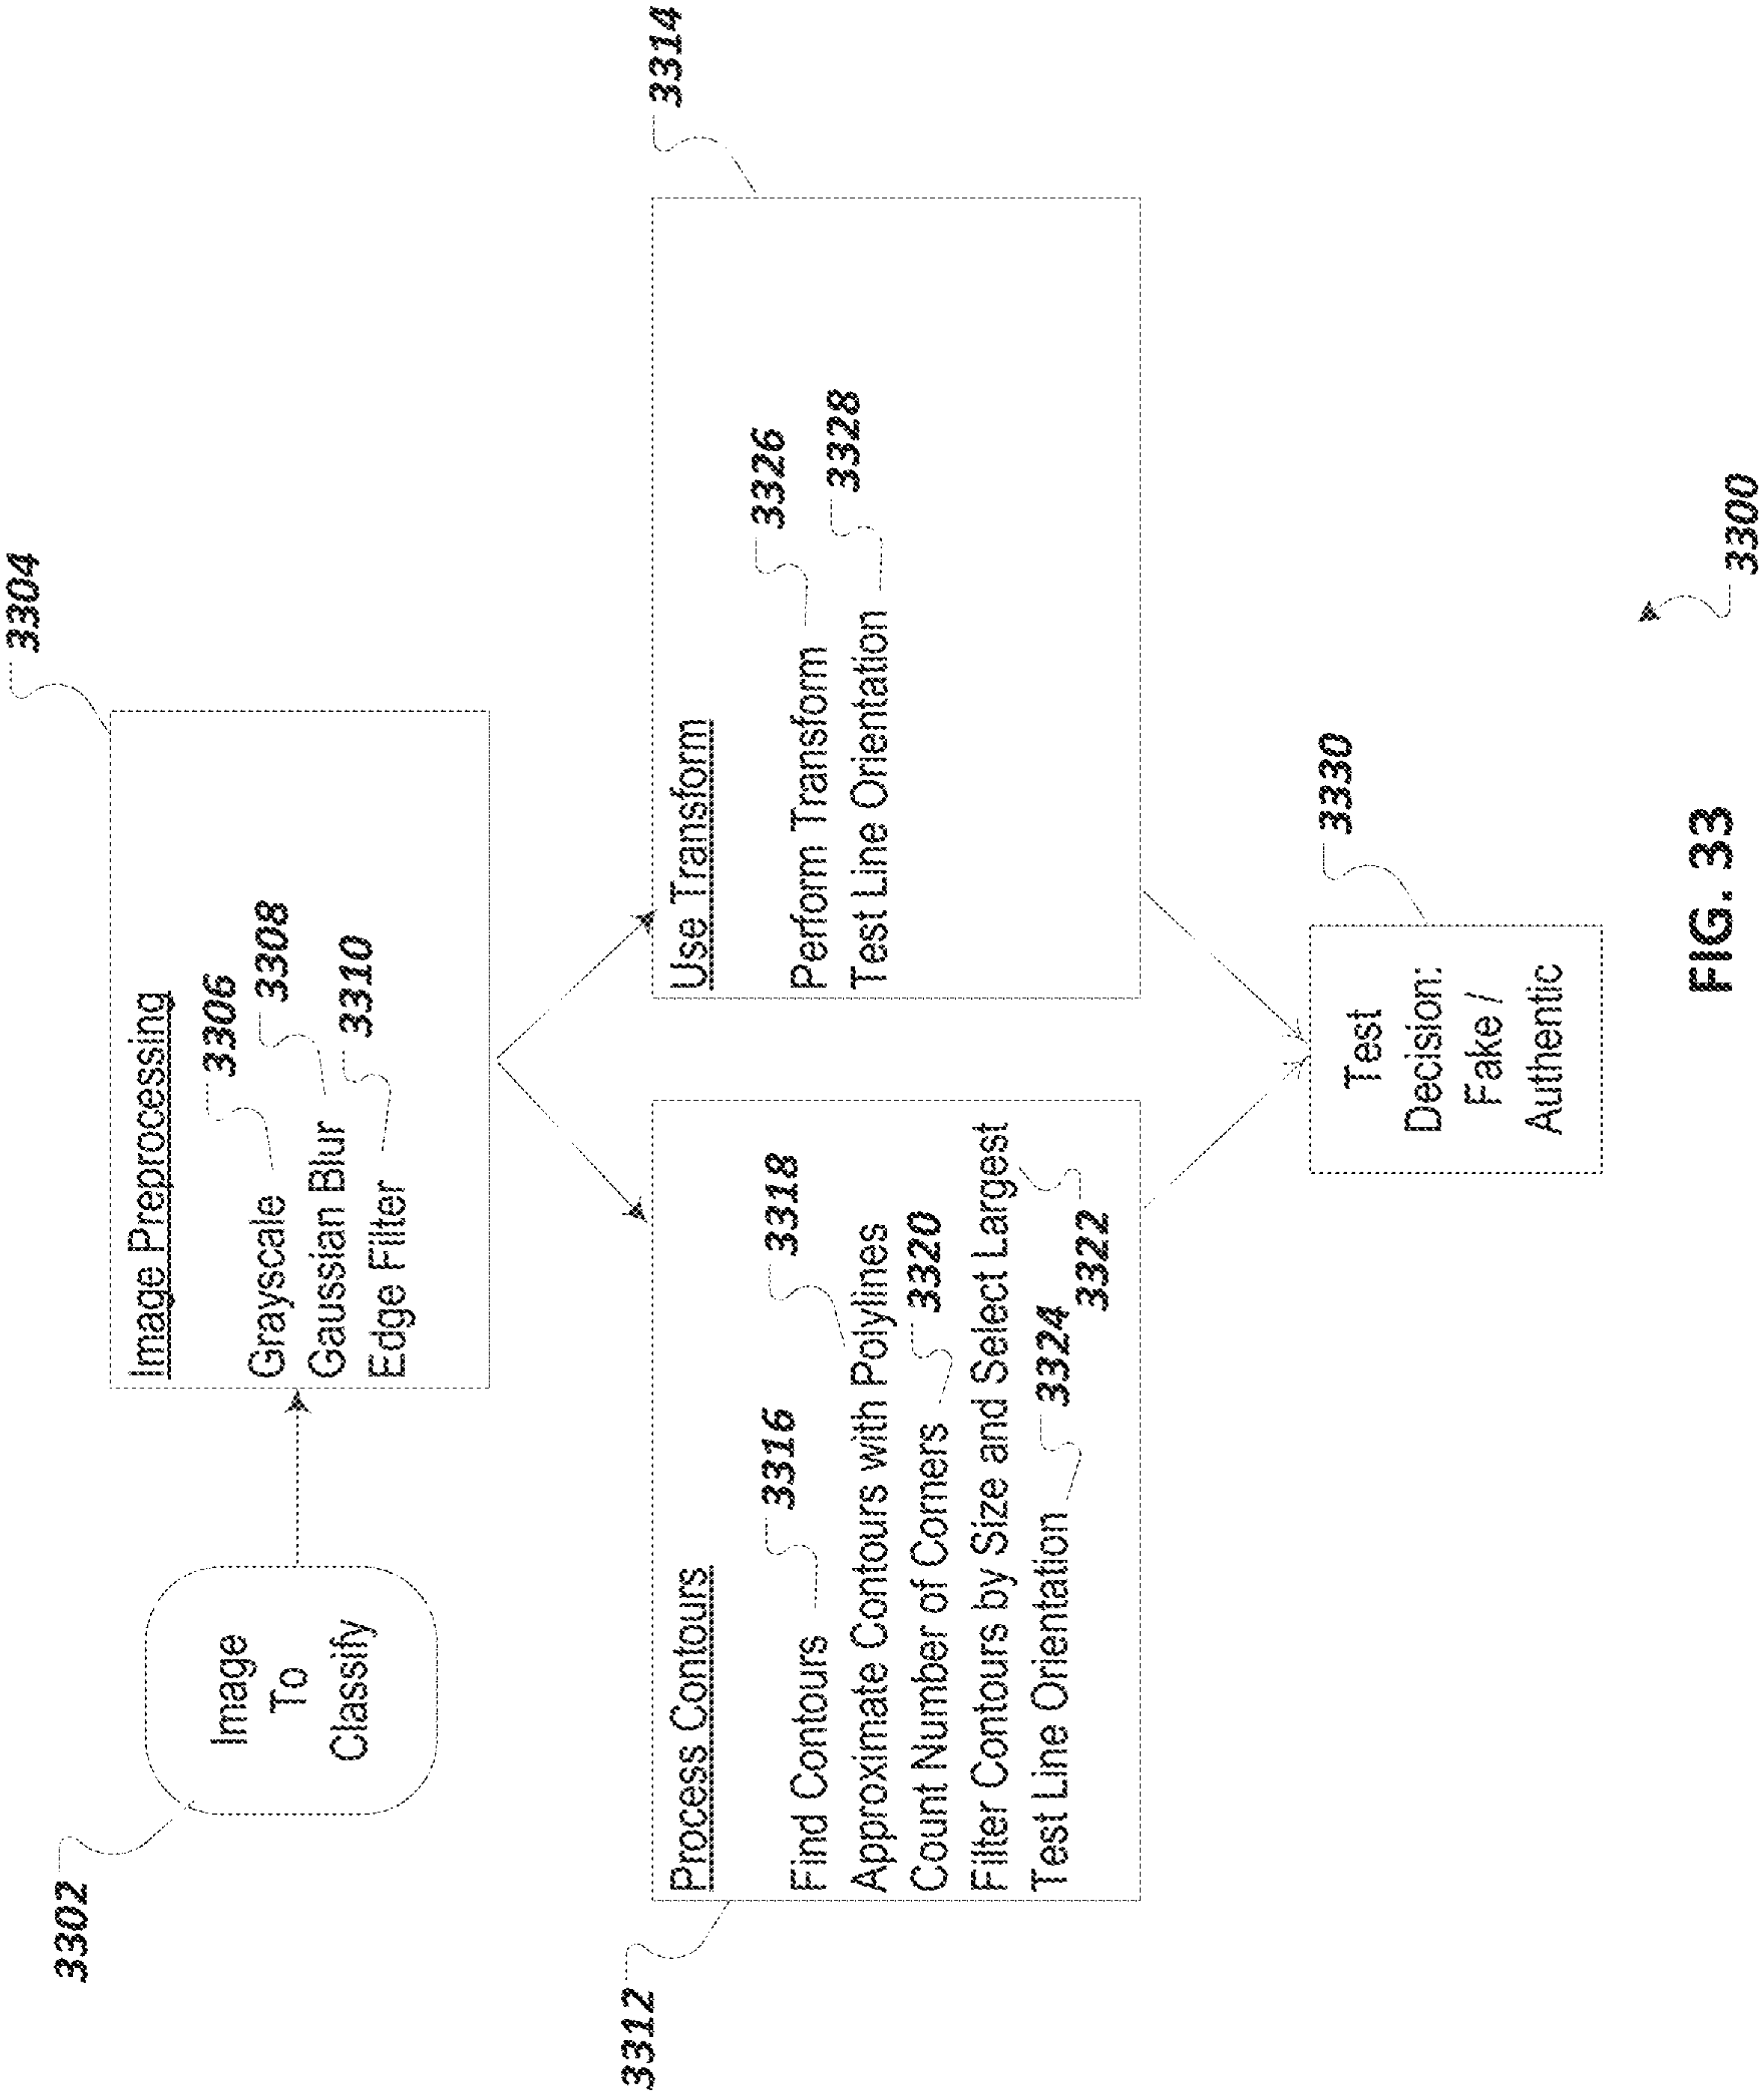 3302
Image
To
Classify
3304
Image Preprocessing
3306
Grayscale
3308
Gaussian Blur
3310
Edge Filter
3312
Process Contours
3316
Find Contours
3318
Approximate Contours with Polylines
3320
Count Number of Corners
Filter Contours by Size and Select Largest
3322
3324
Test Line Orientation
3314
Use Transform
3326
Perform Transform
3328
Test Line Orientation
3330
Test
Decision:
Fake /
Authentic
FIG. 33
3300